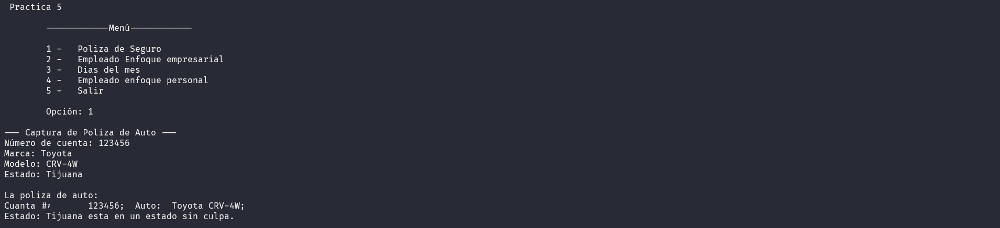 Practica 5
------------Menú------------
1 - Poliza de Seguro
2 - Empleado Enfoque empresarial
3 - Dias del mes
4 - Empleado enfoque personal
5 - Salir
Opción: 1
--- Captura de Poliza de Auto ---
Número de cuenta: 123456
Marca: Toyota
Modelo: CRV-4W
Estado: Tijuana
La poliza de auto:
Cuanta #: 123456; Auto: Toyota CRV-4W;
Estado: Tijuana esta en un estado sin culpa.